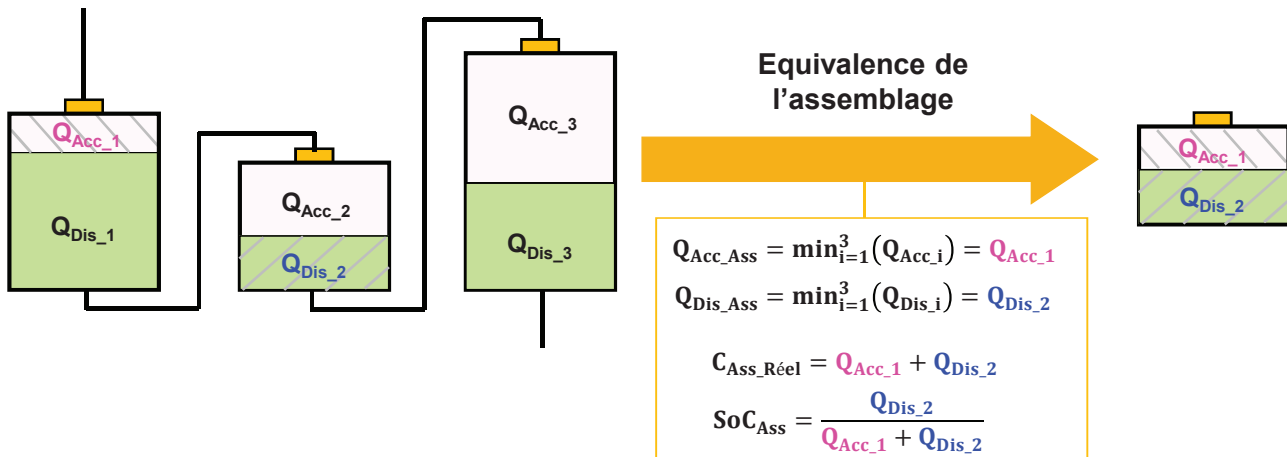 Q_Acc_1
Q_Dis_1
Q_Acc_2
Q_Dis_2
Q_Acc_3
Q_Dis_3
Equivalence de
l’assemblage
Q_Acc_Ass = min_{i=1}^{3}(Q_Acc_i) = Q_Acc_1
Q_Dis_Ass = min_{i=1}^{3}(Q_Dis_i) = Q_Dis_2
C_Ass_Réel = Q_Acc_1 + Q_Dis_2
SoC_Ass = Q_Dis_2 / (Q_Acc_1 + Q_Dis_2)
Q_Acc_1
Q_Dis_2